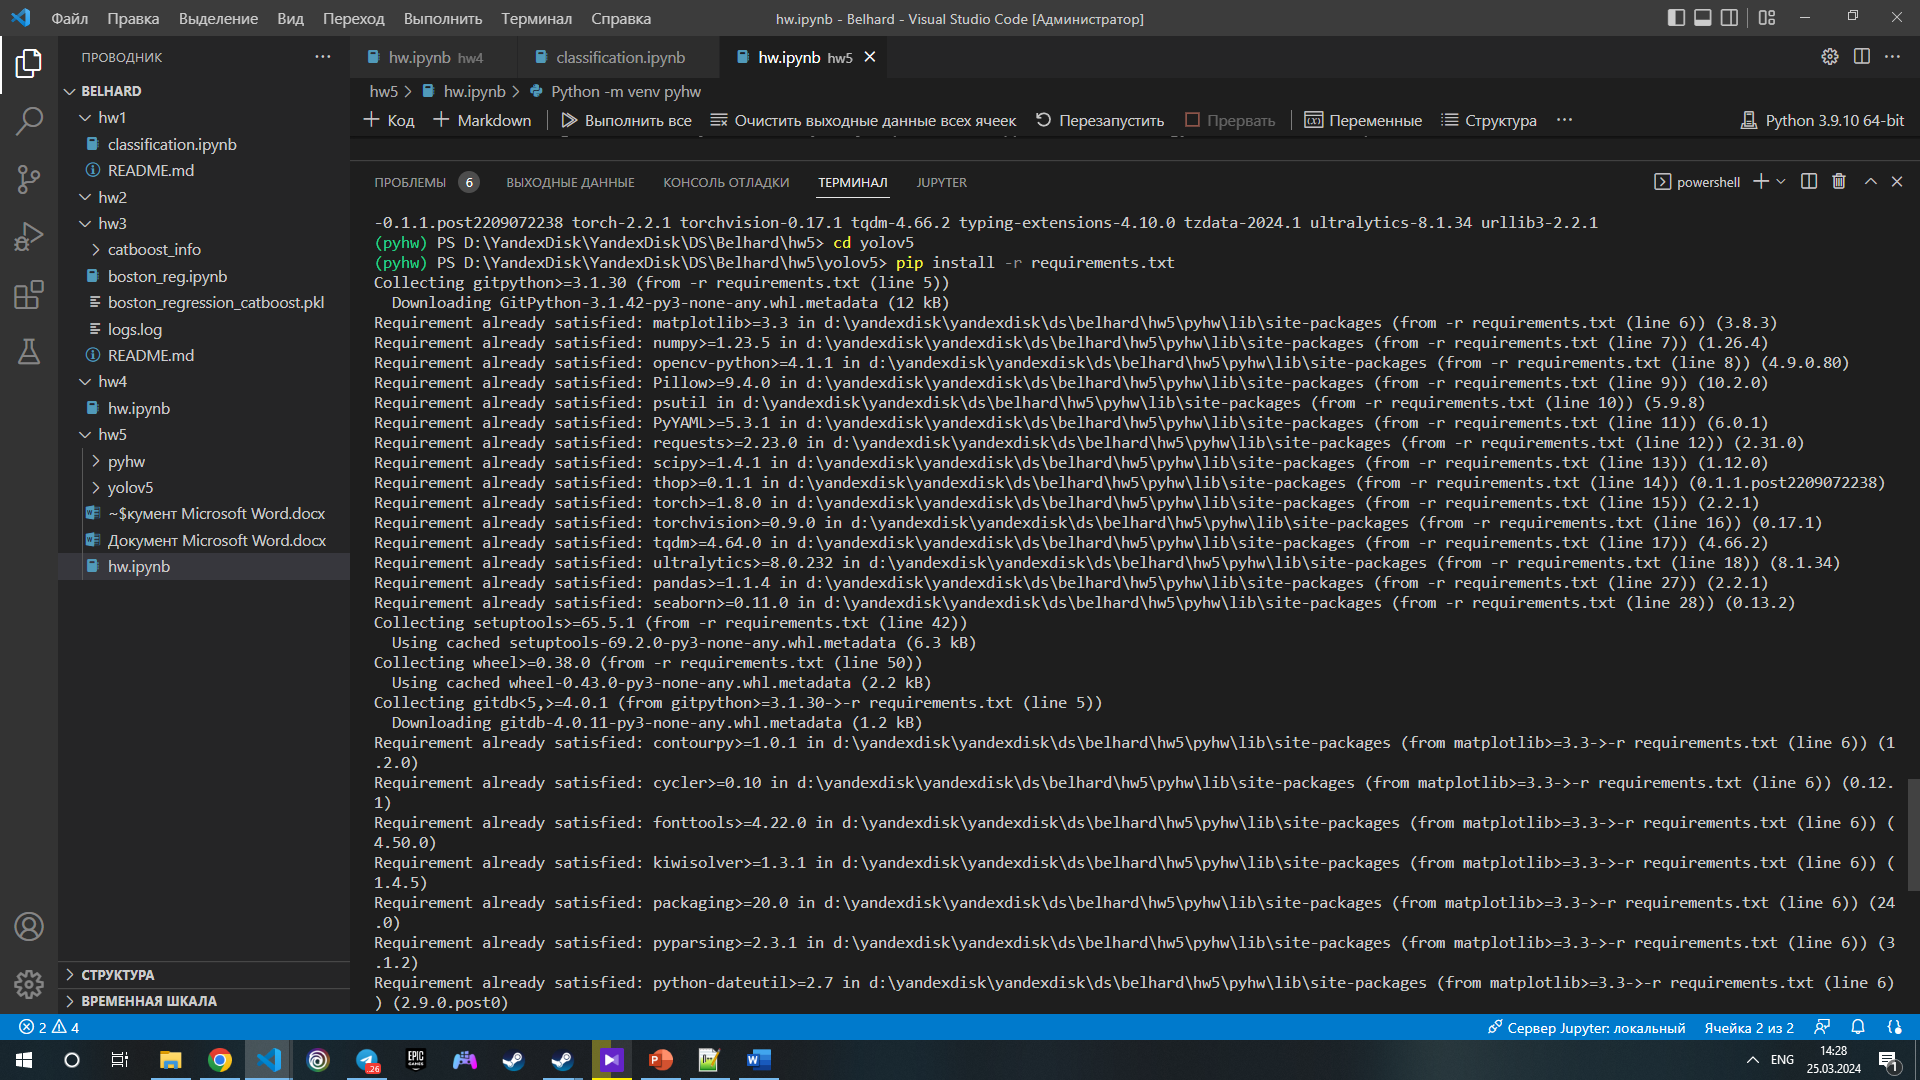 Файл Правка Выделение Вид Переход Выполнить Терминал Справка hw.ipynb - Belhard - Visual Studio Code [Администратор]
ПРОВОДНИК
hw.ipynb hw4 classification.ipynb hw.ipynb hw5
BELHARD
hw1
classification.ipynb
README.md
hw2
hw3
catboost_info
boston_reg.ipynb
boston_regression_catboost.pkl
logs.log
README.md
hw4
hw.ipynb
hw5
pyhw
yolov5
~$кумент Microsoft Word.docx
Документ Microsoft Word.docx
hw.ipynb
СТРУКТУРА
ВРЕМЕННАЯ ШКАЛА
hw5 > hw.ipynb > Python -m venv pyhw
Код Markdown Выполнить все Очистить выходные данные всех ячеек Перезапустить Прервать Переменные Структура Python 3.9.10 64-bit
ПРОБЛЕМЫ 6 ВЫХОДНЫЕ ДАННЫЕ КОНСОЛЬ ОТЛАДКИ ТЕРМИНАЛ JUPYTER powershell
-0.1.1.post2209072238 torch-2.2.1 torchvision-0.17.1 tqdm-4.66.2 typing-extensions-4.10.0 tzdata-2024.1 ultralytics-8.1.34 urllib3-2.2.1
(pyhw) PS D:\YandexDisk\YandexDisk\DS\Belhard\hw5> cd yolov5
(pyhw) PS D:\YandexDisk\YandexDisk\DS\Belhard\hw5\yolov5> pip install -r requirements.txt
Collecting gitpython>=3.1.30 (from -r requirements.txt (line 5))
Downloading GitPython-3.1.42-py3-none-any.whl.metadata (12 kB)
Requirement already satisfied: matplotlib>=3.3 in d:\yandexdisk\yandexdisk\ds\belhard\hw5\pyhw\lib\site-packages (from -r requirements.txt (line 6)) (3.8.3)
Requirement already satisfied: numpy>=1.23.5 in d:\yandexdisk\yandexdisk\ds\belhard\hw5\pyhw\lib\site-packages (from -r requirements.txt (line 7)) (1.26.4)
Requirement already satisfied: opencv-python>=4.1.1 in d:\yandexdisk\yandexdisk\ds\belhard\hw5\pyhw\lib\site-packages (from -r requirements.txt (line 8)) (4.9.0.80)
Requirement already satisfied: Pillow>=9.4.0 in d:\yandexdisk\yandexdisk\ds\belhard\hw5\pyhw\lib\site-packages (from -r requirements.txt (line 9)) (10.2.0)
Requirement already satisfied: psutil in d:\yandexdisk\yandexdisk\ds\belhard\hw5\pyhw\lib\site-packages (from -r requirements.txt (line 10)) (5.9.8)
Requirement already satisfied: PyYAML>=5.3.1 in d:\yandexdisk\yandexdisk\ds\belhard\hw5\pyhw\lib\site-packages (from -r requirements.txt (line 11)) (6.0.1)
Requirement already satisfied: requests>=2.23.0 in d:\yandexdisk\yandexdisk\ds\belhard\hw5\pyhw\lib\site-packages (from -r requirements.txt (line 12)) (2.31.0)
Requirement already satisfied: scipy>=1.4.1 in d:\yandexdisk\yandexdisk\ds\belhard\hw5\pyhw\lib\site-packages (from -r requirements.txt (line 13)) (1.12.0)
Requirement already satisfied: thop>=0.1.1 in d:\yandexdisk\yandexdisk\ds\belhard\hw5\pyhw\lib\site-packages (from -r requirements.txt (line 14)) (0.1.1.post2209072238)
Requirement already satisfied: torch>=1.8.0 in d:\yandexdisk\yandexdisk\ds\belhard\hw5\pyhw\lib\site-packages (from -r requirements.txt (line 15)) (2.2.1)
Requirement already satisfied: torchvision>=0.9.0 in d:\yandexdisk\yandexdisk\ds\belhard\hw5\pyhw\lib\site-packages (from -r requirements.txt (line 16)) (0.17.1)
Requirement already satisfied: tqdm>=4.64.0 in d:\yandexdisk\yandexdisk\ds\belhard\hw5\pyhw\lib\site-packages (from -r requirements.txt (line 17)) (4.66.2)
Requirement already satisfied: ultralytics>=8.0.232 in d:\yandexdisk\yandexdisk\ds\belhard\hw5\pyhw\lib\site-packages (from -r requirements.txt (line 18)) (8.1.34)
Requirement already satisfied: pandas>=1.1.4 in d:\yandexdisk\yandexdisk\ds\belhard\hw5\pyhw\lib\site-packages (from -r requirements.txt (line 27)) (2.2.1)
Requirement already satisfied: seaborn>=0.11.0 in d:\yandexdisk\yandexdisk\ds\belhard\hw5\pyhw\lib\site-packages (from -r requirements.txt (line 28)) (0.13.2)
Collecting setuptools>=65.5.1 (from -r requirements.txt (line 42))
Using cached setuptools-69.2.0-py3-none-any.whl.metadata (6.3 kB)
Collecting wheel>=0.38.0 (from -r requirements.txt (line 50))
Using cached wheel-0.43.0-py3-none-any.whl.metadata (2.2 kB)
Collecting gitdb<5,>=4.0.1 (from gitpython>=3.1.30->-r requirements.txt (line 5))
Downloading gitdb-4.0.11-py3-none-any.whl.metadata (1.2 kB)
Requirement already satisfied: contourpy>=1.0.1 in d:\yandexdisk\yandexdisk\ds\belhard\hw5\pyhw\lib\site-packages (from matplotlib>=3.3->-r requirements.txt (line 6)) (1
.2.0)
Requirement already satisfied: cycler>=0.10 in d:\yandexdisk\yandexdisk\ds\belhard\hw5\pyhw\lib\site-packages (from matplotlib>=3.3->-r requirements.txt (line 6)) (0.12.
1)
Requirement already satisfied: fonttools>=4.22.0 in d:\yandexdisk\yandexdisk\ds\belhard\hw5\pyhw\lib\site-packages (from matplotlib>=3.3->-r requirements.txt (line 6)) (
4.50.0)
Requirement already satisfied: kiwisolver>=1.3.1 in d:\yandexdisk\yandexdisk\ds\belhard\hw5\pyhw\lib\site-packages (from matplotlib>=3.3->-r requirements.txt (line 6)) (
1.4.5)
Requirement already satisfied: packaging>=20.0 in d:\yandexdisk\yandexdisk\ds\belhard\hw5\pyhw\lib\site-packages (from matplotlib>=3.3->-r requirements.txt (line 6)) (24
.0)
Requirement already satisfied: pyparsing>=2.3.1 in d:\yandexdisk\yandexdisk\ds\belhard\hw5\pyhw\lib\site-packages (from matplotlib>=3.3->-r requirements.txt (line 6)) (3
.1.2)
Requirement already satisfied: python-dateutil>=2.7 in d:\yandexdisk\yandexdisk\ds\belhard\hw5\pyhw\lib\site-packages (from matplotlib>=3.3->-r requirements.txt (line 6)
) (2.9.0.post0)
2 4 Сервер Jupyter: локальный Ячейка 2 из 2
EPIC GAMES .26 ENG 14:28
25.03.2024 1